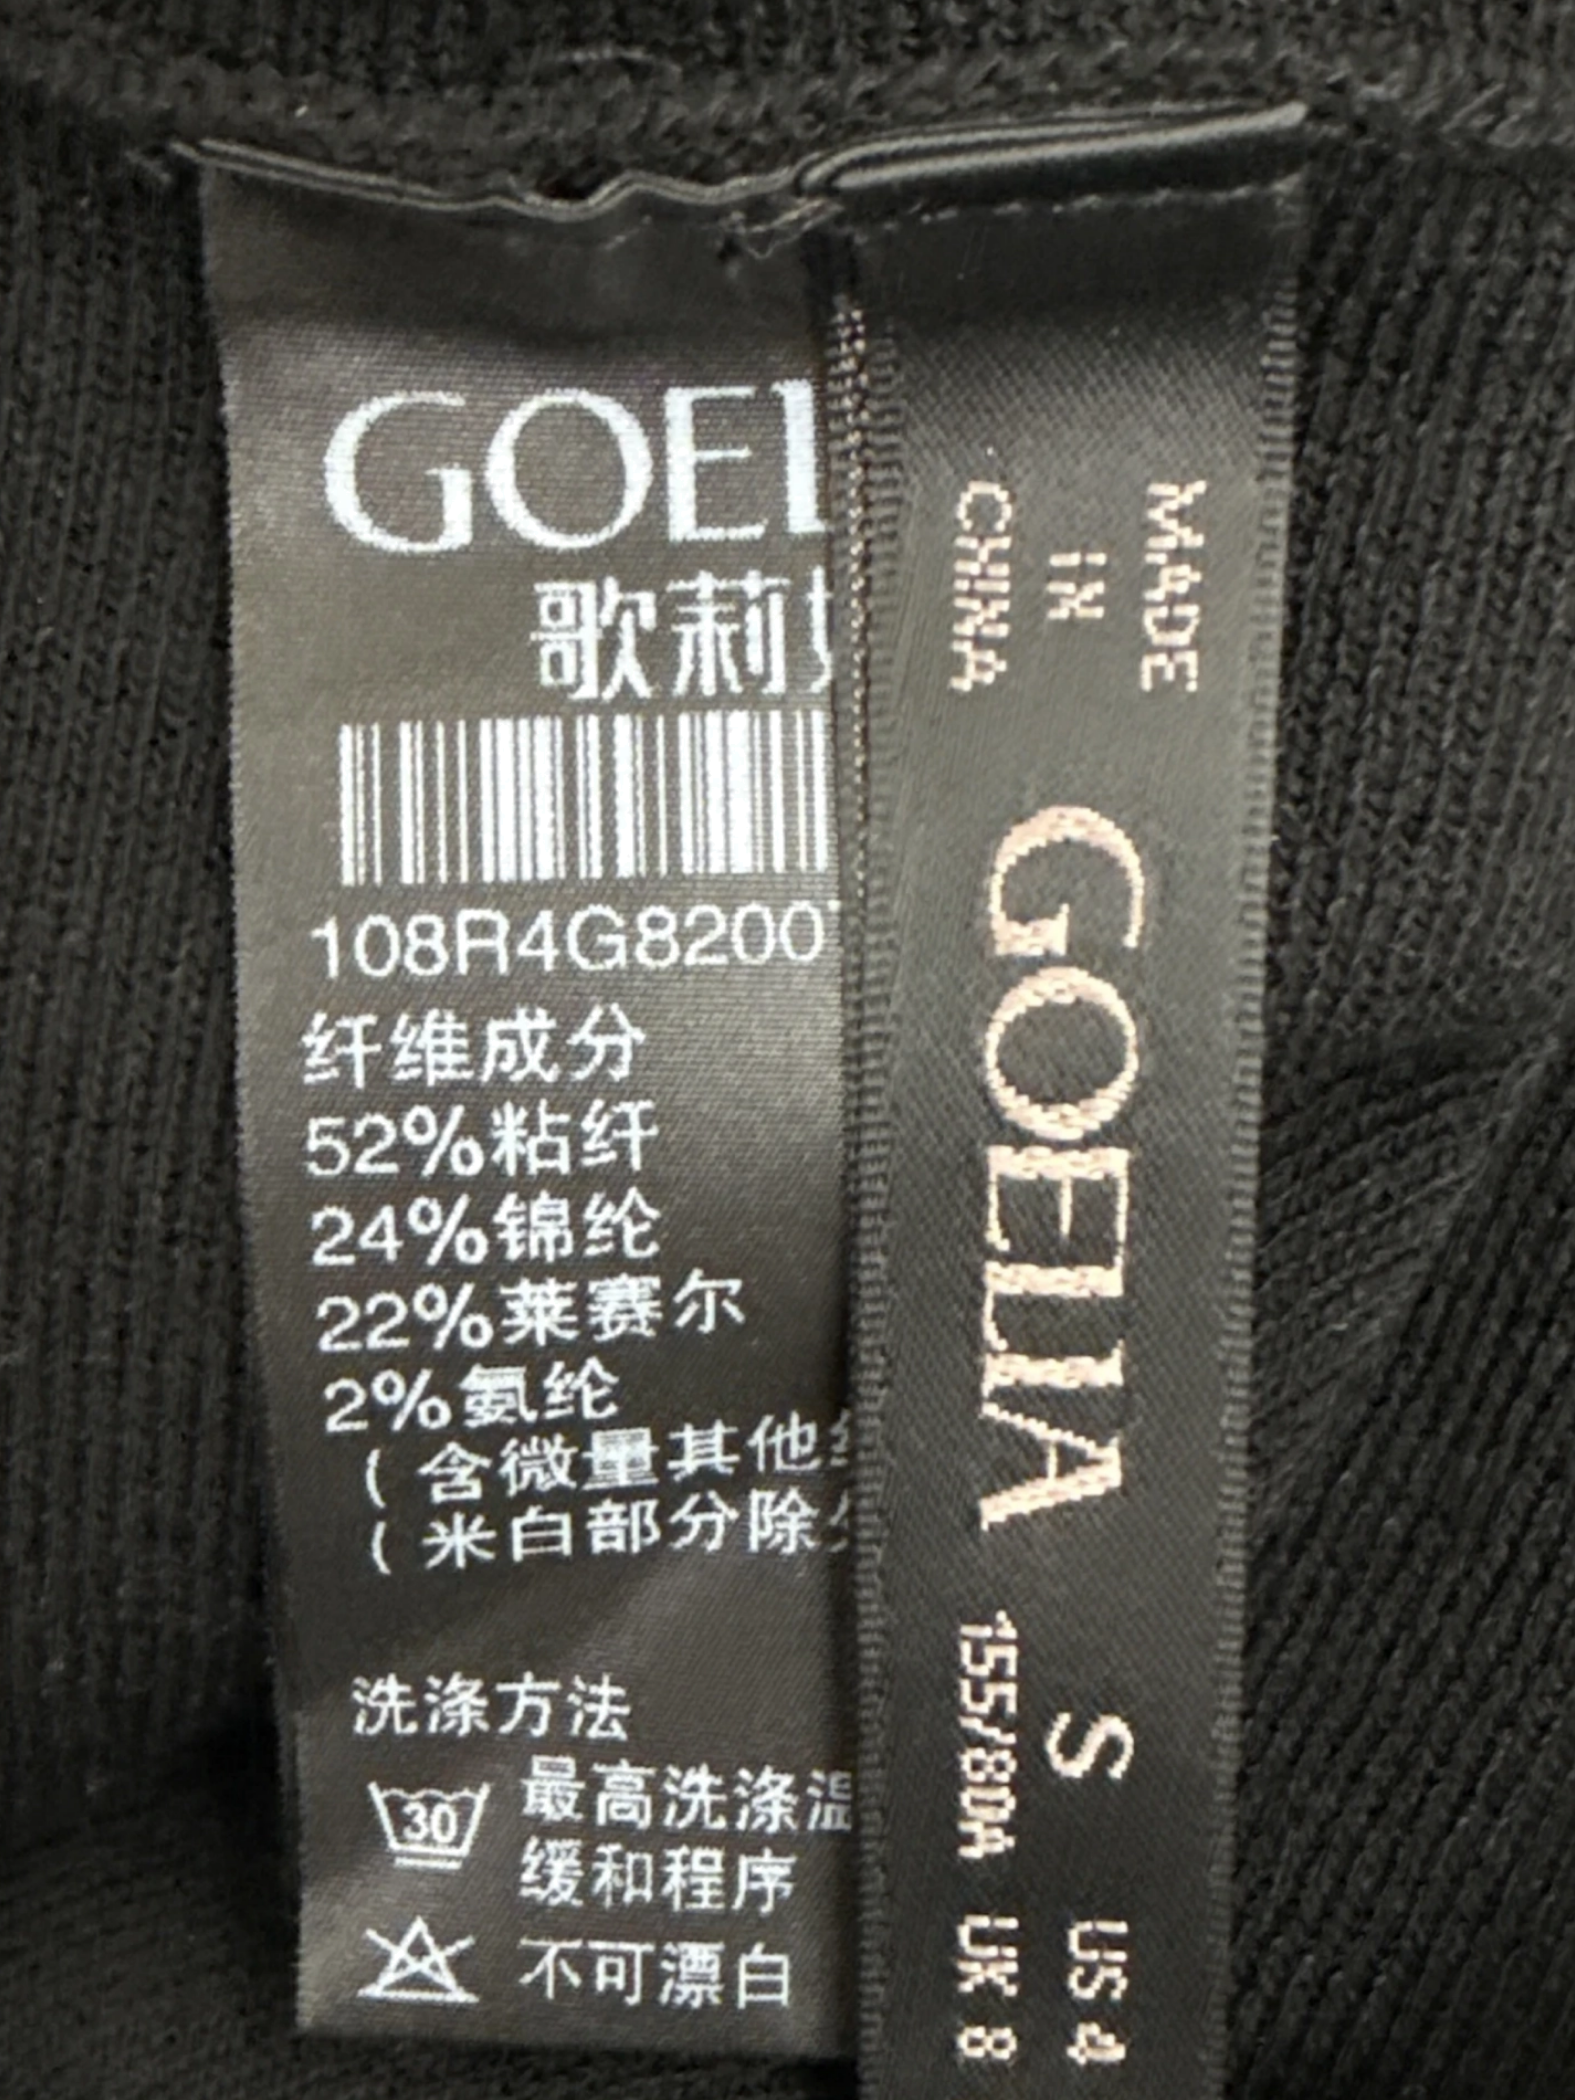 GOEL
歌莉
108R4G8200
纤维成分
52%粘纤
24%锦纶
22%莱赛尔
2%氨纶
(含微量其他
(米白部分除
洗涤方法
30
最高洗涤温
缓和程序
不可漂白
MADE
IN
CHINA
GOELIA
S
155/80A
US 4
UK 8